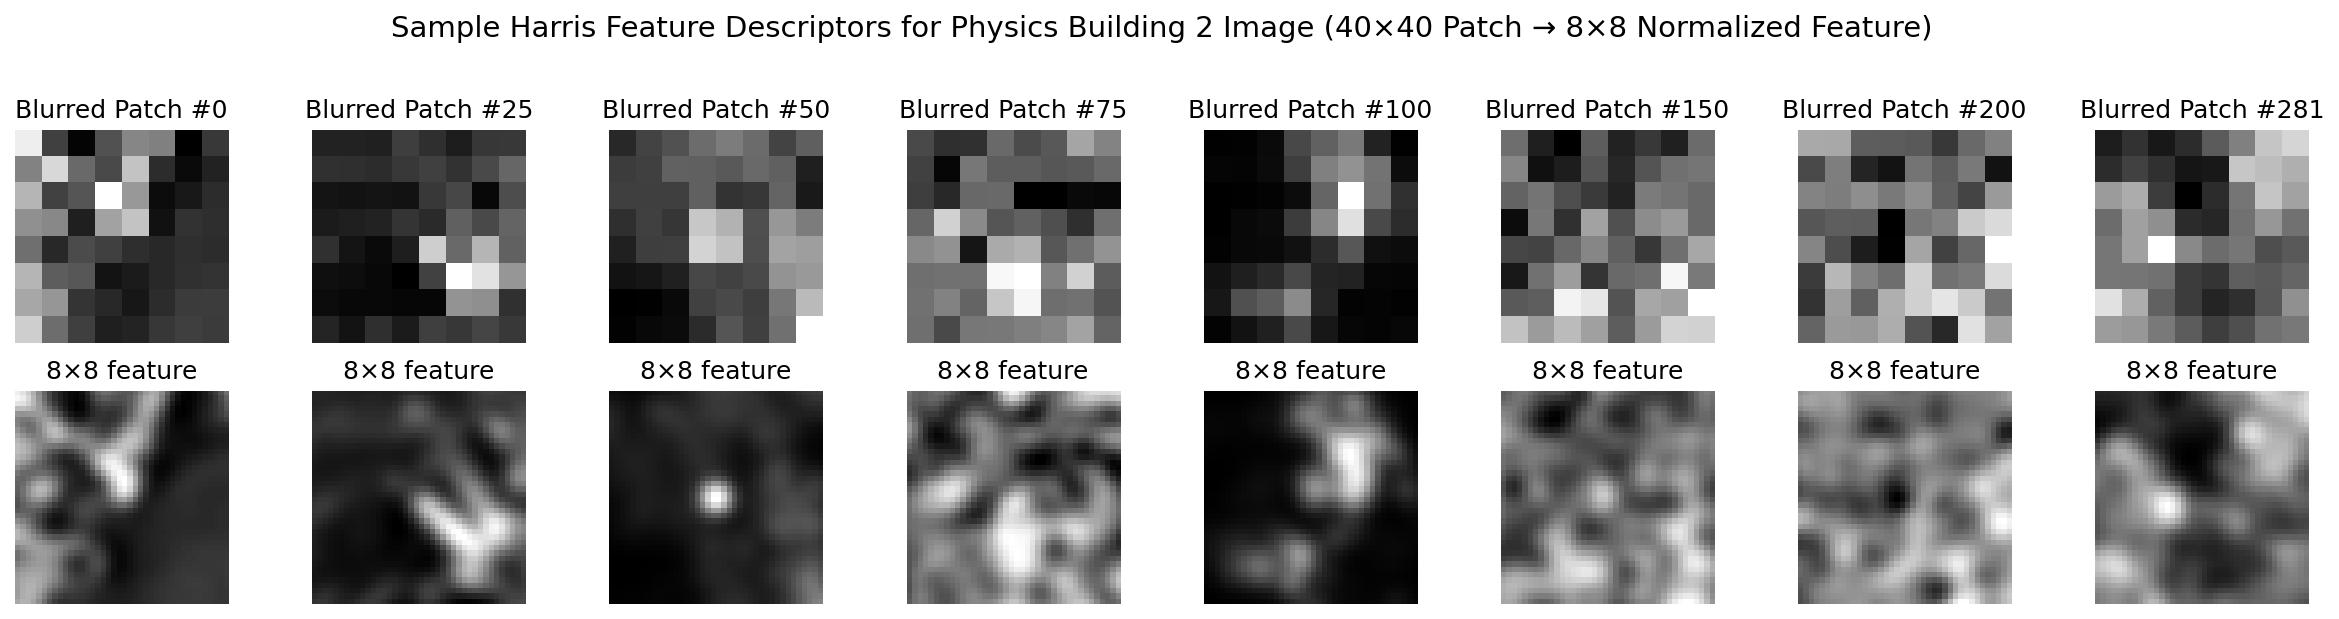 Sample Harris Feature Descriptors for Physics Building 2 Image (40×40 Patch → 8×8 Normalized Feature)
Blurred Patch #0 Blurred Patch #25 Blurred Patch #50 Blurred Patch #75 Blurred Patch #100 Blurred Patch #150 Blurred Patch #200 Blurred Patch #281
8×8 feature 8×8 feature 8×8 feature 8×8 feature 8×8 feature 8×8 feature 8×8 feature 8×8 feature